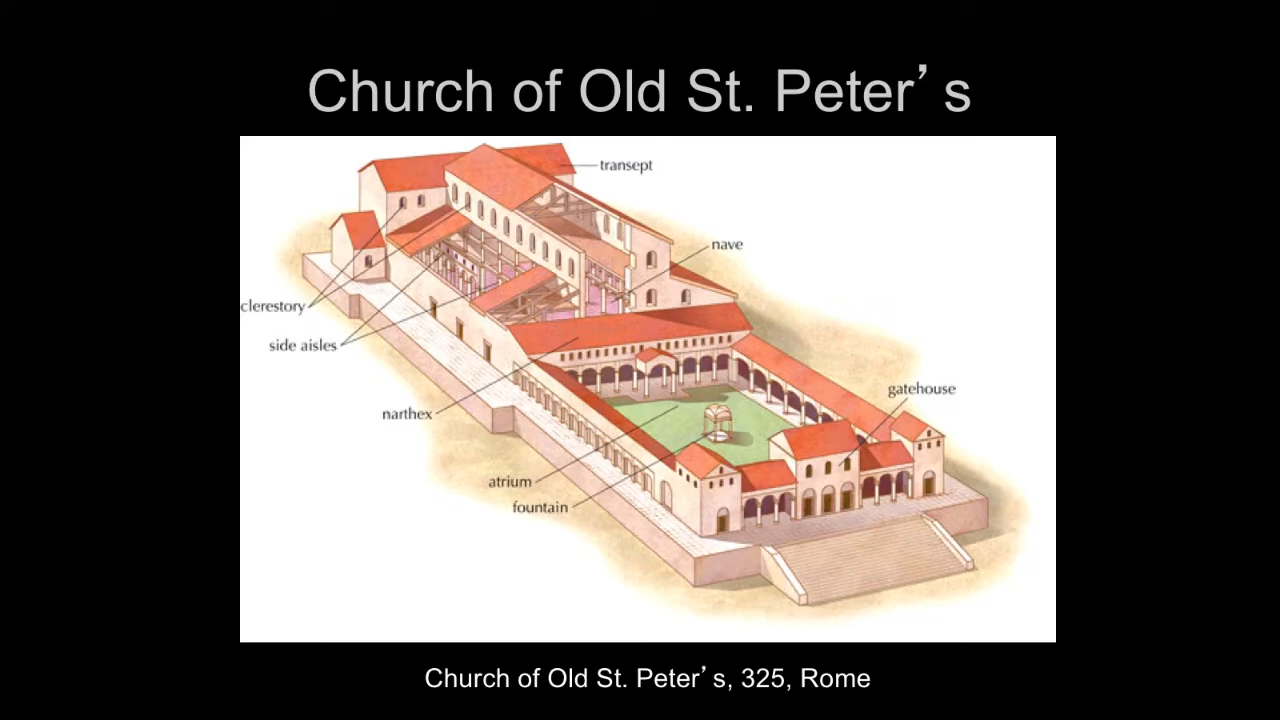 Church of Old St. Peter’s
transept
nave
clerestory
side aisles
gatehouse
narthex
atrium
fountain
Church of Old St. Peter’s, 325, Rome